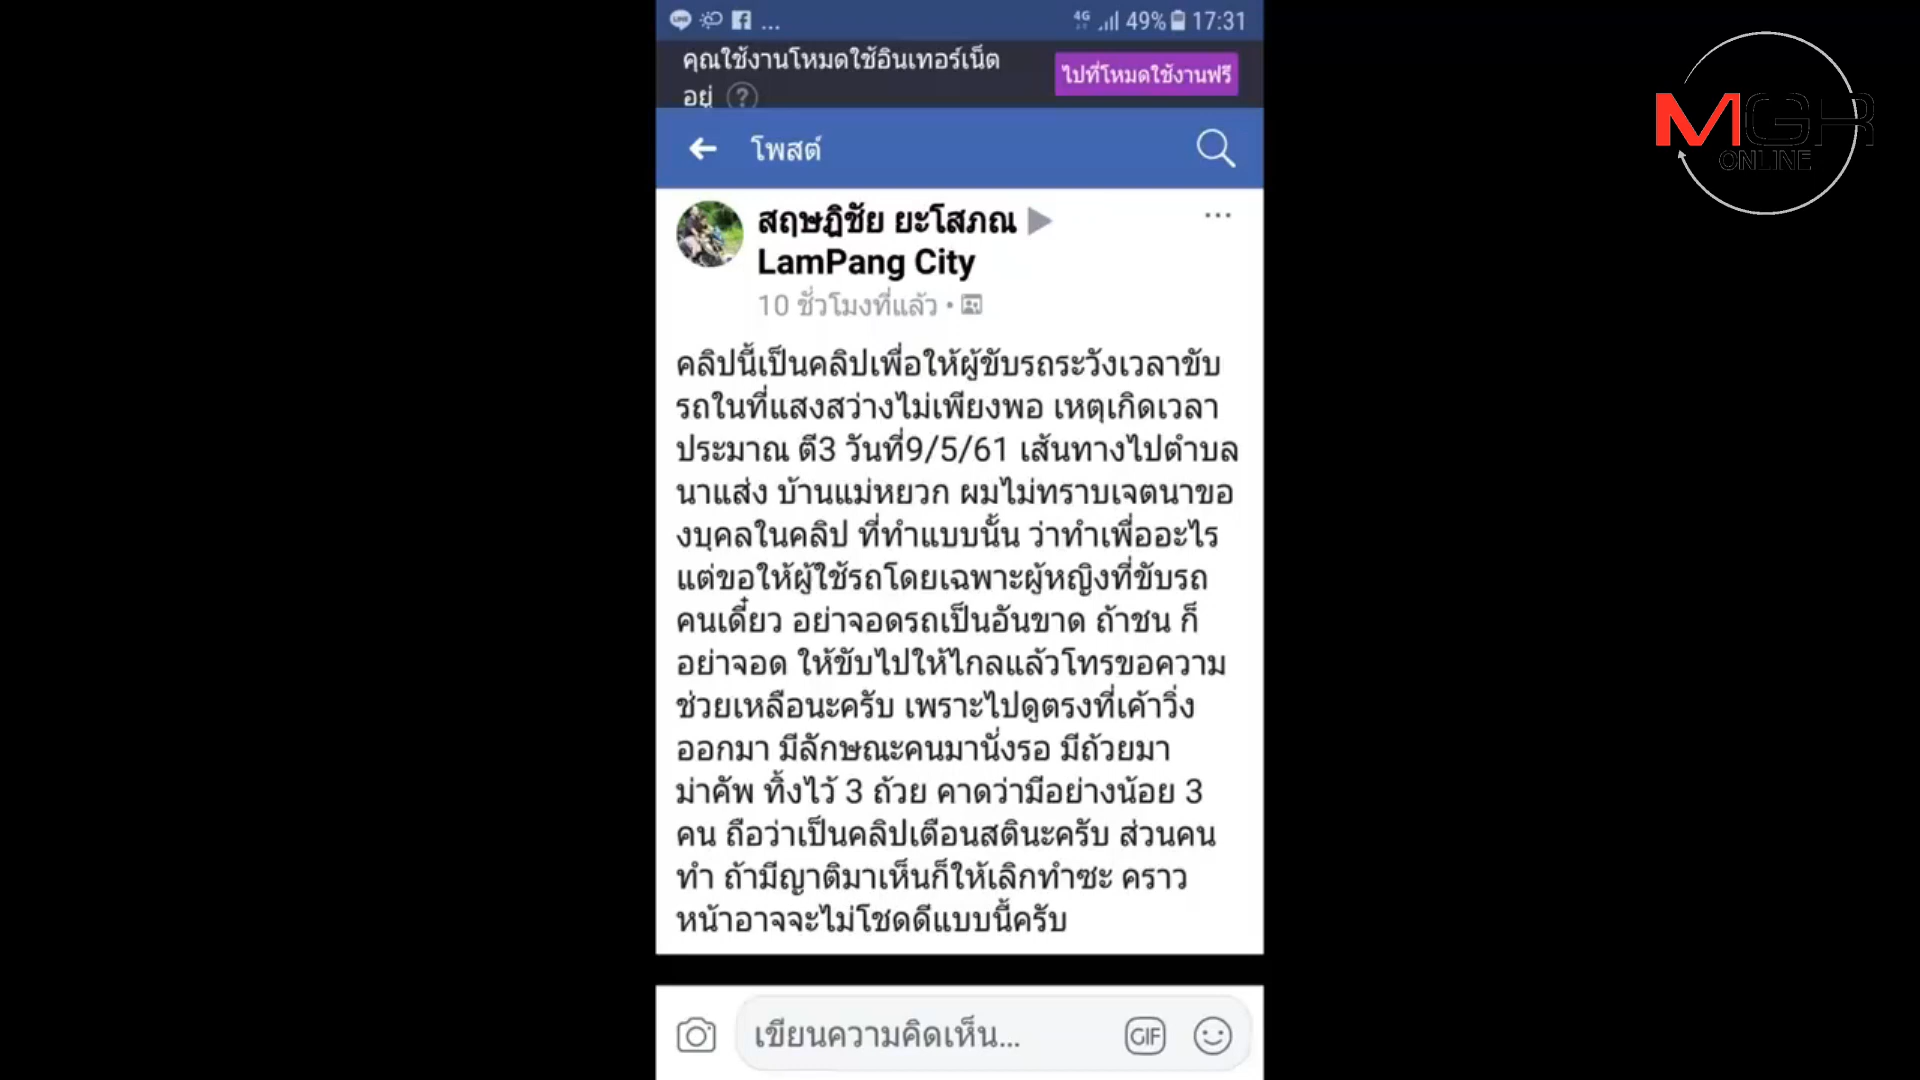 ... 4G 49% 17:31
คุณใช้งานโหมดใช้อินเทอร์เน็ต
อยู่ ?
ไปที่โหมดใช้งานฟรี
MGR
ONLINE
โพสต์
สฤษฎิชัย ยะโสภณ
LamPang City
10 ชั่วโมงที่แล้ว •
คลิปนี้เป็นคลิปเพื่อให้ผู้ขับรถระวังเวลาขับ
รถในที่แสงสว่างไม่เพียงพอ เหตุเกิดเวลา
ประมาณ ตี3 วันที่9/5/61 เส้นทางไปตำบล
นาแส่ง บ้านแม่หยวก ผมไม่ทราบเจตนาขอ
งบุคลในคลิป ที่ทำแบบนั้น ว่าทำเพื่ออะไร
แต่ขอให้ผู้ใช้รถโดยเฉพาะผู้หญิงที่ขับรถ
คนเดี๋ยว อย่าจอดรถเป็นอันขาด ถ้าชน ก็
อย่าจอด ให้ขับไปให้ไกลแล้วโทรขอความ
ช่วยเหลือนะครับ เพราะไปดูตรงที่เค้าวิ่ง
ออกมา มีลักษณะคนมานั่งรอ มีถ้วยมา
ม่าคัพ ทิ้งไว้ 3 ถ้วย คาดว่ามีอย่างน้อย 3
คน ถือว่าเป็นคลิปเตือนสตินะครับ ส่วนคน
ทำ ถ้ามีญาติมาเห็นก็ให้เลิกทำซะ คราว
หน้าอาจจะไม่โชดดีแบบนี้ครับ
เขียนความคิดเห็น...
GIF